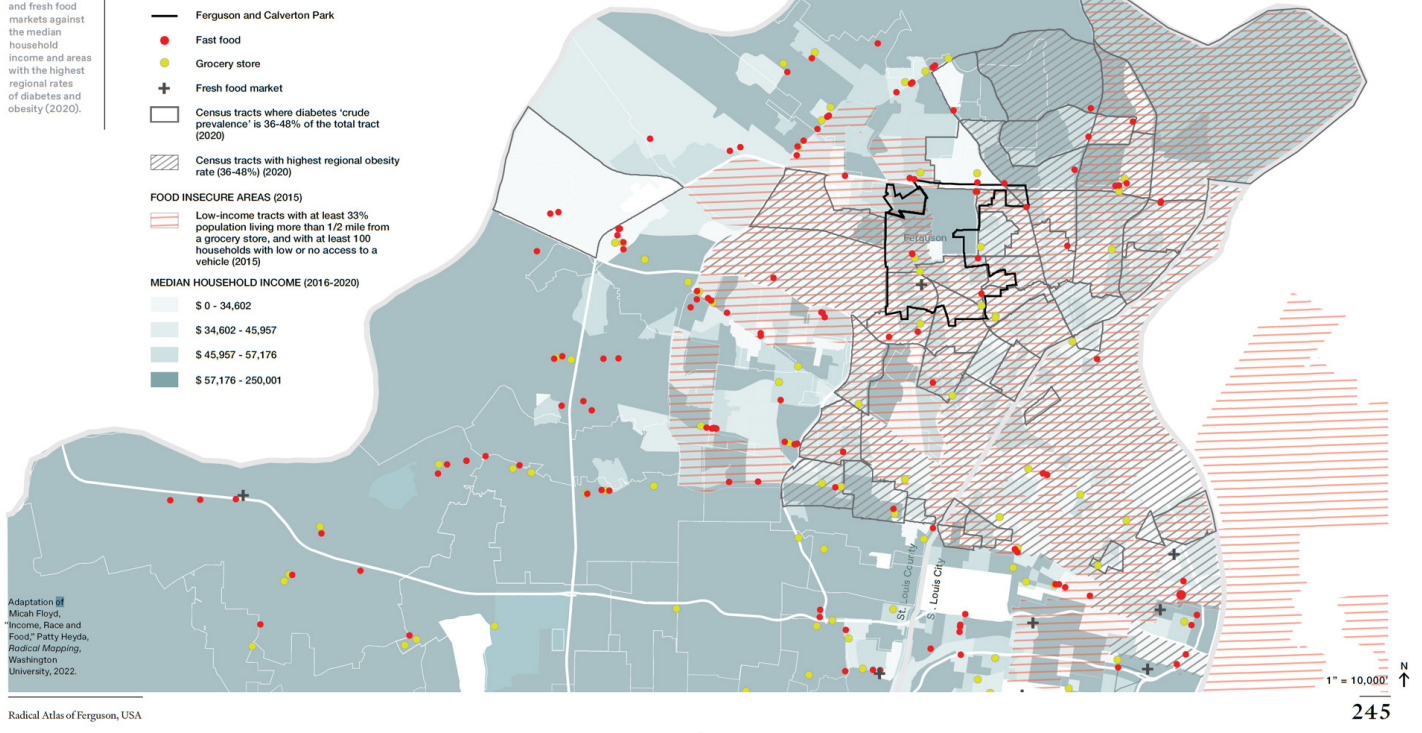 and fresh food
markets against
the median
household
income and areas
with the highest
regional rates
of diabetes and
obesity (2020).
Ferguson and Calverton Park
Fast food
Grocery store
Fresh food market
Census tracts where diabetes ‘crude
prevalence’ is 36-48% of the total tract
(2020)
Census tracts with highest regional obesity
rate (36-48%) (2020)
FOOD INSECURE AREAS (2015)
Low-income tracts with at least 33%
population living more than 1/2 mile from
a grocery store, and with at least 100
households with low or no access to a
vehicle (2015)
MEDIAN HOUSEHOLD INCOME (2016-2020)
$ 0 - 34,602
$ 34,602 - 45,957
$ 45,957 - 57,176
$ 57,176 - 250,001
Ferguson
St. Louis County
St. Louis City
Adaptation of
Micah Floyd,
“Income, Race and
Food,” Patty Heyda,
Radical Mapping,
Washington
University, 2022.
1” = 10,000’
N
Radical Atlas of Ferguson, USA
245